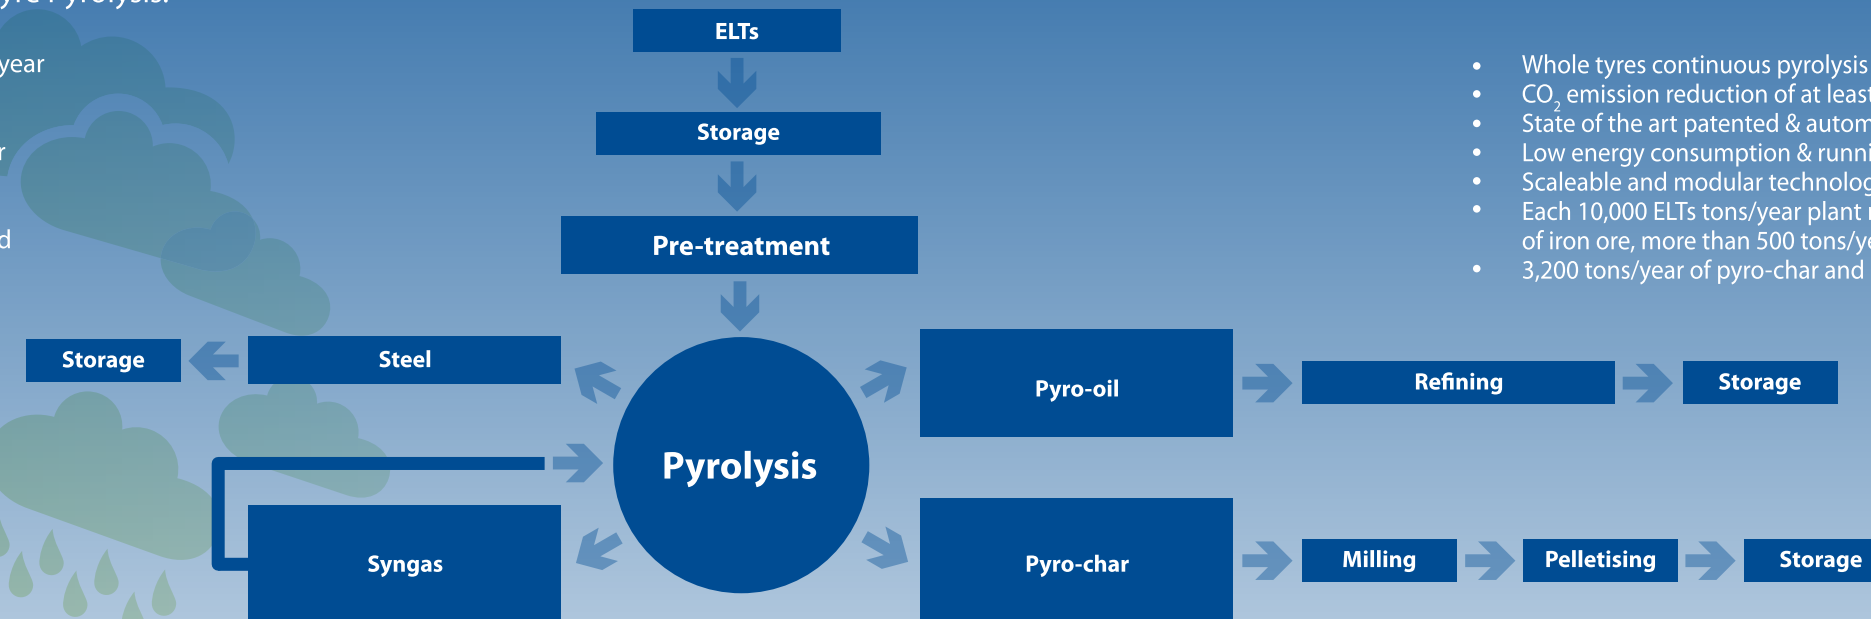 yre Pyrolysis.
year
r
d
ELTs
Storage
Pre-treatment
• Whole tyres continuous pyrolysis
• CO₂ emission reduction of at least
• State of the art patented & autom
• Low energy consumption & runni
• Scaleable and modular technolog
• Each 10,000 ELTs tons/year plant
of iron ore, more than 500 tons/ye
• 3,200 tons/year of pyro-char and
Storage
Steel
Pyrolysis
Syngas
Pyro-oil
Refining
Storage
Pyro-char
Milling
Pelletising
Storage